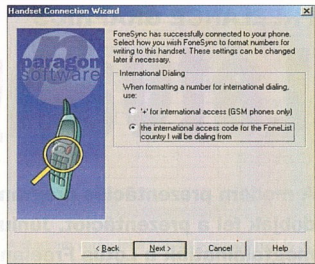 Handset Connection Wizard
paragon
software
FoneSync has successfully connected to your phone.
Select how you wish FoneSync to format numbers for
writing to this handset. These settings can be changed
later if necessary.
International Dialing
When formatting a number for international dialing,
use:
'+' for international access (GSM phones only)
the international access code for the FoneList
country I will be dialing from
< Back
Next >
Cancel
Help